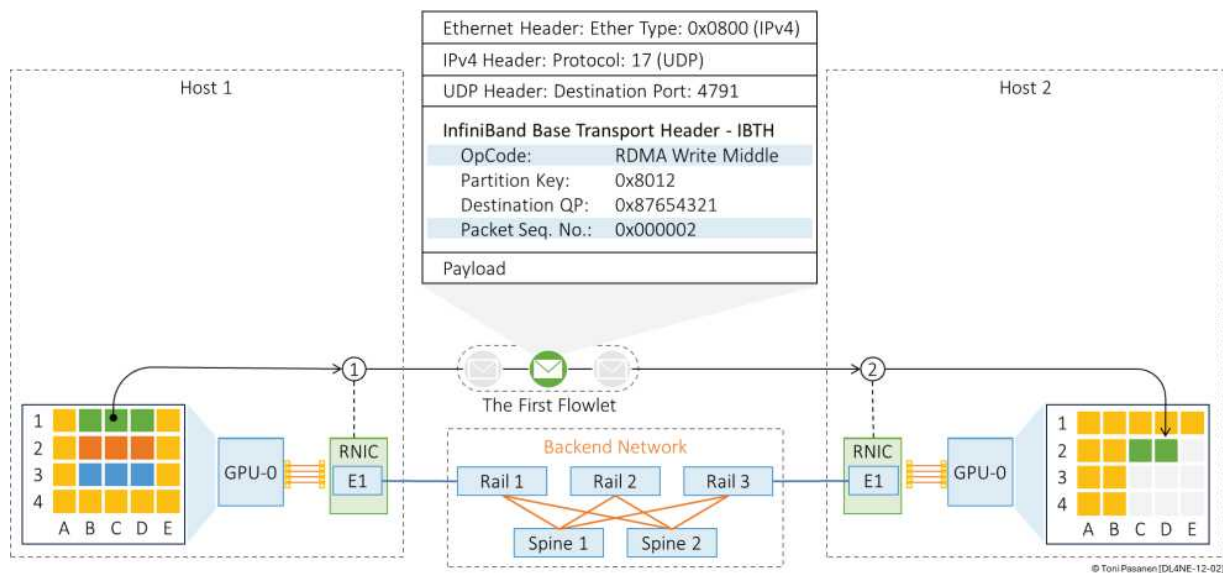 Ethernet Header: Ether Type: 0x0800 (IPv4)
IPv4 Header: Protocol: 17 (UDP)
UDP Header: Destination Port: 4791
InfiniBand Base Transport Header - IBTH
OpCode: RDMA Write Middle
Partition Key: 0x8012
Destination QP: 0x87654321
Packet Seq. No.: 0x000002
Payload
Host 1
Host 2
1
2
The First Flowlet
1
2
3
4
A B C D E
GPU-0
RNIC
E1
Backend Network
Rail 1 Rail 2 Rail 3
Spine 1 Spine 2
RNIC
E1
GPU-0
1
2
3
4
A B C D E
© Toni Pasanen [DL4NE-12-02]